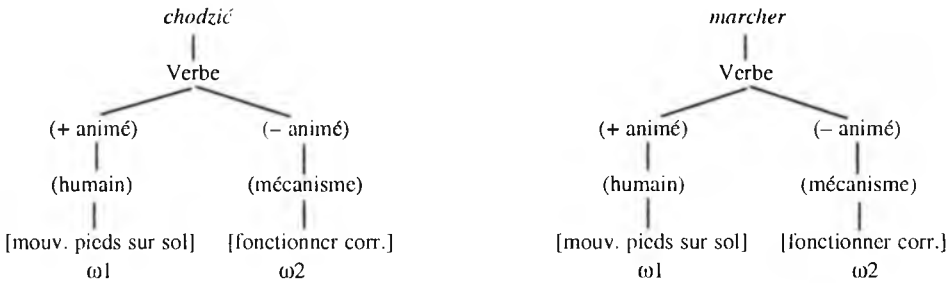 chodzić marcher
Verbe Verbe
(+ animé) (– animé) (+ animé) (– animé)
(humain) (mécanisme) (humain) (mécanisme)
[mouv. pieds sur sol] [fonctionner corr.] [mouv. pieds sur sol] [fonctionner corr.]
ω1 ω2 ω1 ω2